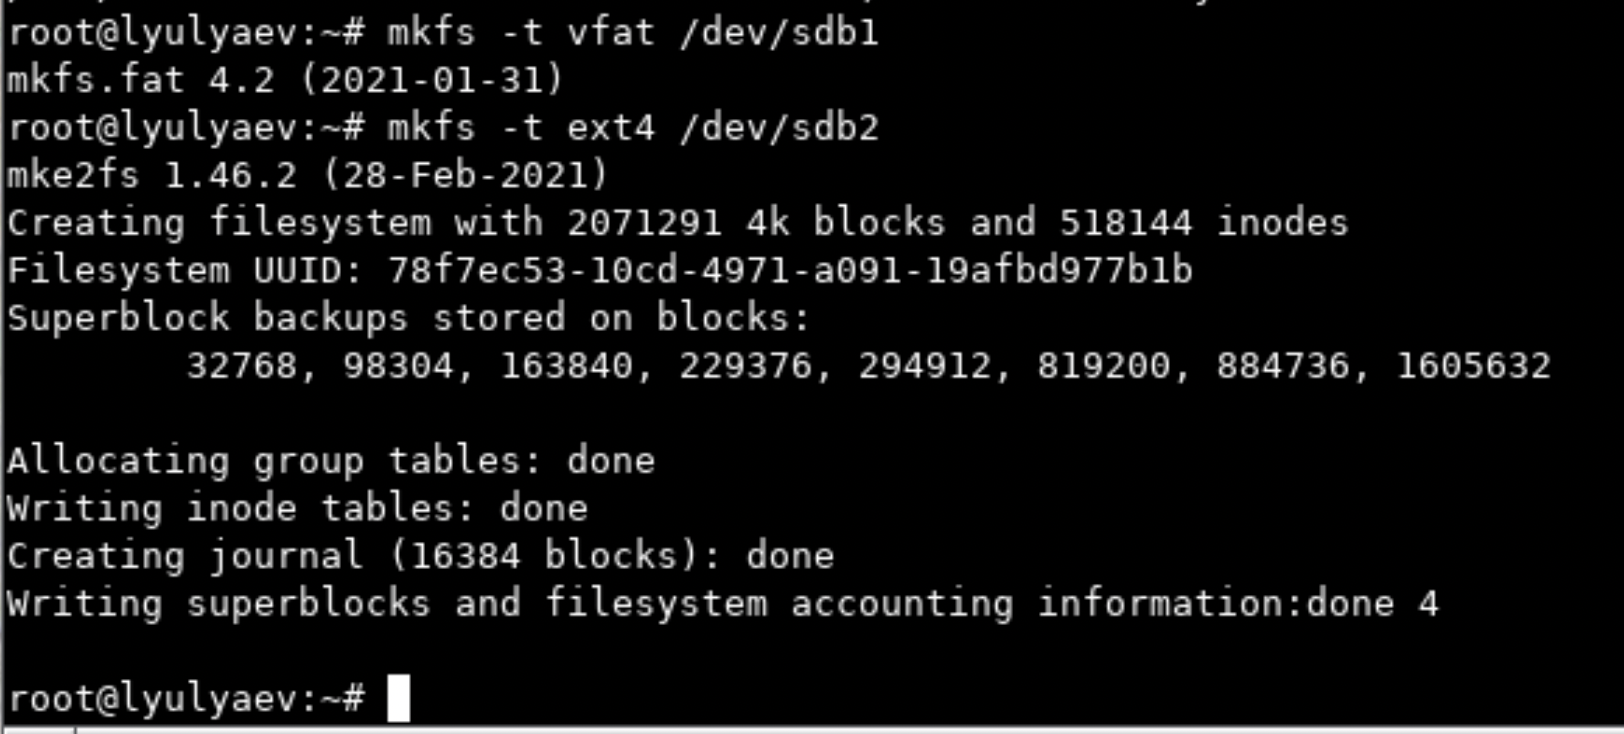 root@lyulyaev:~# mkfs -t vfat /dev/sdb1
mkfs.fat 4.2 (2021-01-31)
root@lyulyaev:~# mkfs -t ext4 /dev/sdb2
mke2fs 1.46.2 (28-Feb-2021)
Creating filesystem with 2071291 4k blocks and 518144 inodes
Filesystem UUID: 78f7ec53-10cd-4971-a091-19afbd977b1b
Superblock backups stored on blocks:
        32768, 98304, 163840, 229376, 294912, 819200, 884736, 1605632
Allocating group tables: done
Writing inode tables: done
Creating journal (16384 blocks): done
Writing superblocks and filesystem accounting information:done 4
root@lyulyaev:~#